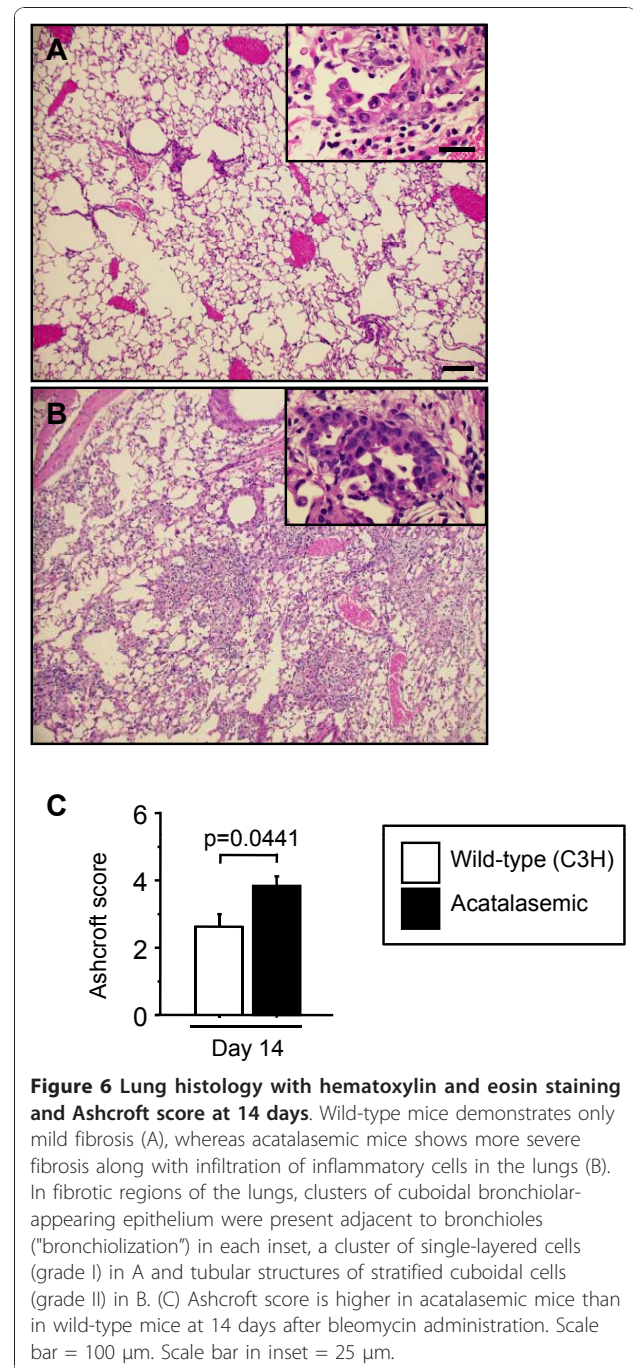 A
B
C
6
p=0.0441
4
2
0
Ashcroft score
Day 14
Wild-type (C3H)
Acatalasemic
Figure 6 Lung histology with hematoxylin and eosin staining
and Ashcroft score at 14 days. Wild-type mice demonstrates only
mild fibrosis (A), whereas acatalasemic mice shows more severe
fibrosis along with infiltration of inflammatory cells in the lungs (B).
In fibrotic regions of the lungs, clusters of cuboidal bronchiolar-
appearing epithelium were present adjacent to bronchioles
("bronchiolization") in each inset, a cluster of single-layered cells
(grade I) in A and tubular structures of stratified cuboidal cells
(grade II) in B. (C) Ashcroft score is higher in acatalasemic mice than
in wild-type mice at 14 days after bleomycin administration. Scale
bar = 100 μm. Scale bar in inset = 25 μm.